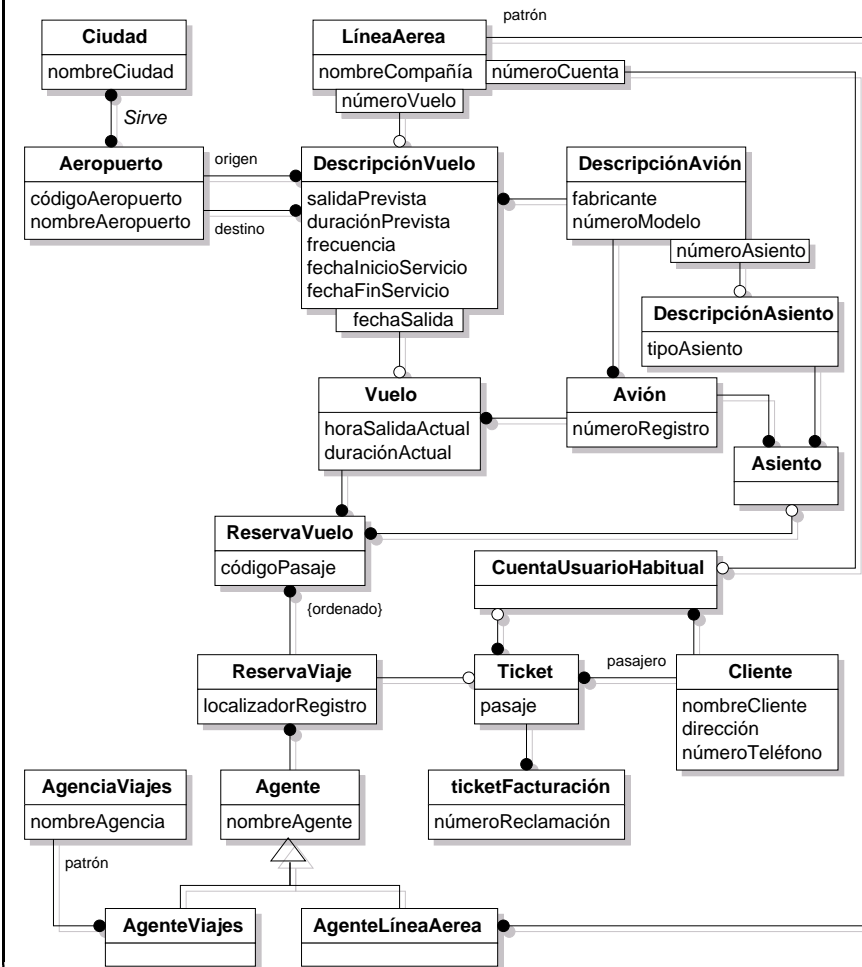 patrón
Ciudad
nombreCiudad
LíneaAerea
nombreCompañía
númeroCuenta
númeroVuelo
Sirve
Aeropuerto
códigoAeropuerto
nombreAeropuerto
origen
destino
DescripciónVuelo
salidaPrevista
duraciónPrevista
frecuencia
fechaInicioServicio
fechaFinServicio
fechaSalida
DescripciónAvión
fabricante
númeroModelo
númeroAsiento
DescripciónAsiento
tipoAsiento
Vuelo
horaSalidaActual
duraciónActual
Avión
númeroRegistro
Asiento
ReservaVuelo
códigoPasaje
CuentaUsuarioHabitual
{ordenado}
ReservaViaje
localizadorRegistro
Ticket
pasaje
pasajero
Cliente
nombreCliente
dirección
númeroTeléfono
AgenciaViajes
nombreAgencia
Agente
nombreAgente
ticketFacturación
númeroReclamación
patrón
AgenteViajes
AgenteLíneaAerea